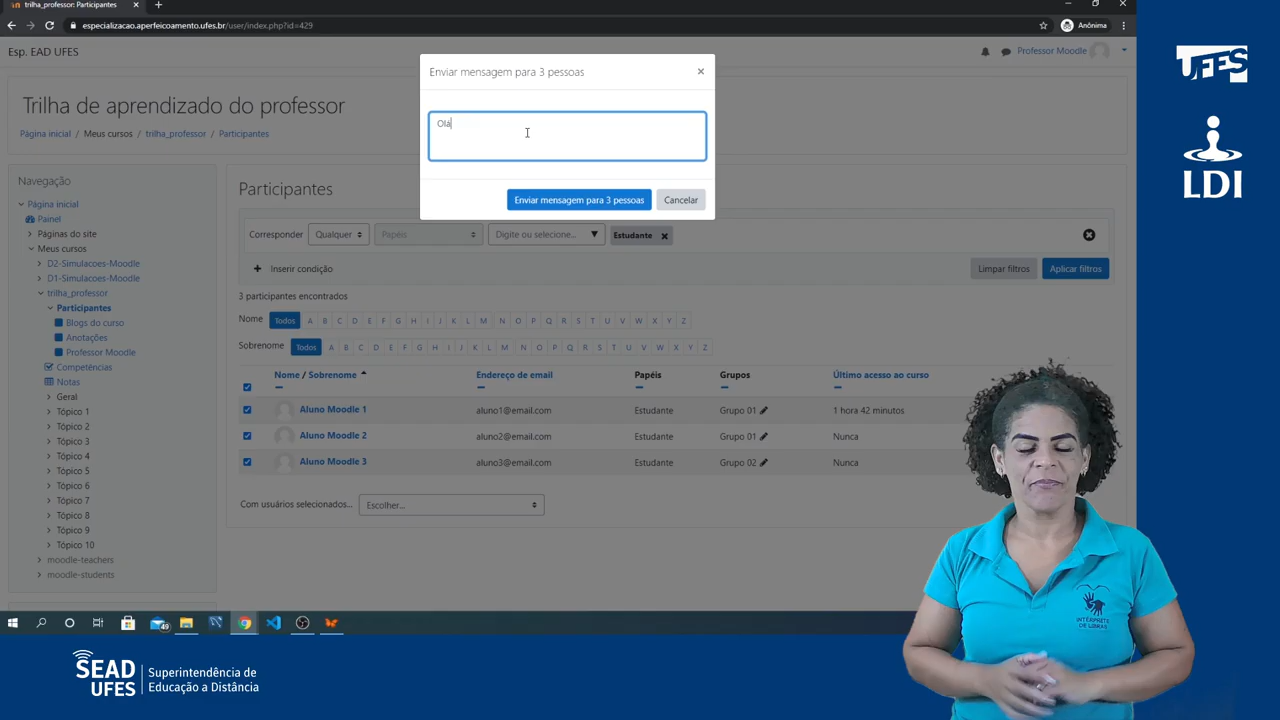 trilha_professor: Participantes
especializacao.aperfeicoamento.ufes.br/user/index.php?id=429
Anônima
Esp. EAD UFES
Professor Moodle
Trilha de aprendizado do professor
Página inicial / Meus cursos / trilha_professor / Participantes
Enviar mensagem para 3 pessoas
Olá
Enviar mensagem para 3 pessoas
Cancelar
Navegação
Página inicial
Painel
Páginas do site
Meus cursos
D2-Simulacoes-Moodle
D1-Simulacoes-Moodle
trilha_professor
Participantes
Blogs do curso
Anotações
Professor Moodle
Competências
Notas
Geral
Tópico 1
Tópico 2
Tópico 3
Tópico 4
Tópico 5
Tópico 6
Tópico 7
Tópico 8
Tópico 9
Tópico 10
moodle-teachers
moodle-students
Participantes
Corresponder Qualquer Papéis Digite ou selecione... Estudante
Inserir condição
Limpar filtros Aplicar filtros
3 participantes encontrados
Nome Todos A B C D E F G H I J K L M N O P Q R S T U V W X Y Z
Sobrenome Todos A B C D E F G H I J K L M N O P Q R S T U V W X Y Z
Nome / Sobrenome Endereço de email Papéis Grupos Último acesso ao curso
Aluno Moodle 1 aluno1@email.com Estudante Grupo 01 1 hora 42 minutos
Aluno Moodle 2 aluno2@email.com Estudante Grupo 01 Nunca
Aluno Moodle 3 aluno3@email.com Estudante Grupo 02 Nunca
Com usuários selecionados... Escolher...
49
UFES
LDI
INTÉRPRETE
DE LIBRAS
SEAD
UFES
Superintendência de
Educação a Distância